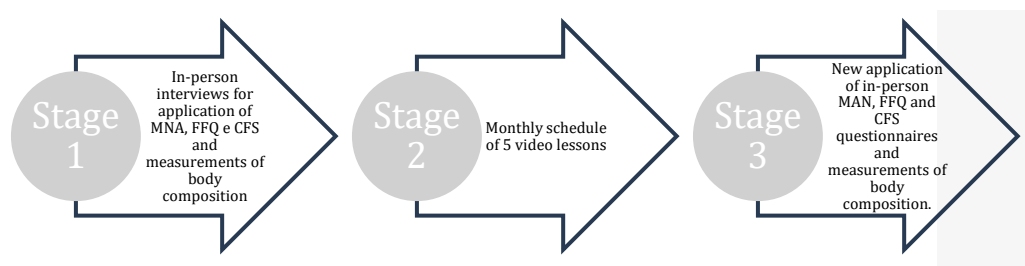 Stage
1
In-person
interviews for
application of
MNA, FFQ e CFS
and
measurements of
body
composition
Stage
2
Monthly schedule
of 5 video lessons
Stage
3
New application
of in-person
MAN, FFQ and
CFS
questionnaires
and
measurements of
body
composition.